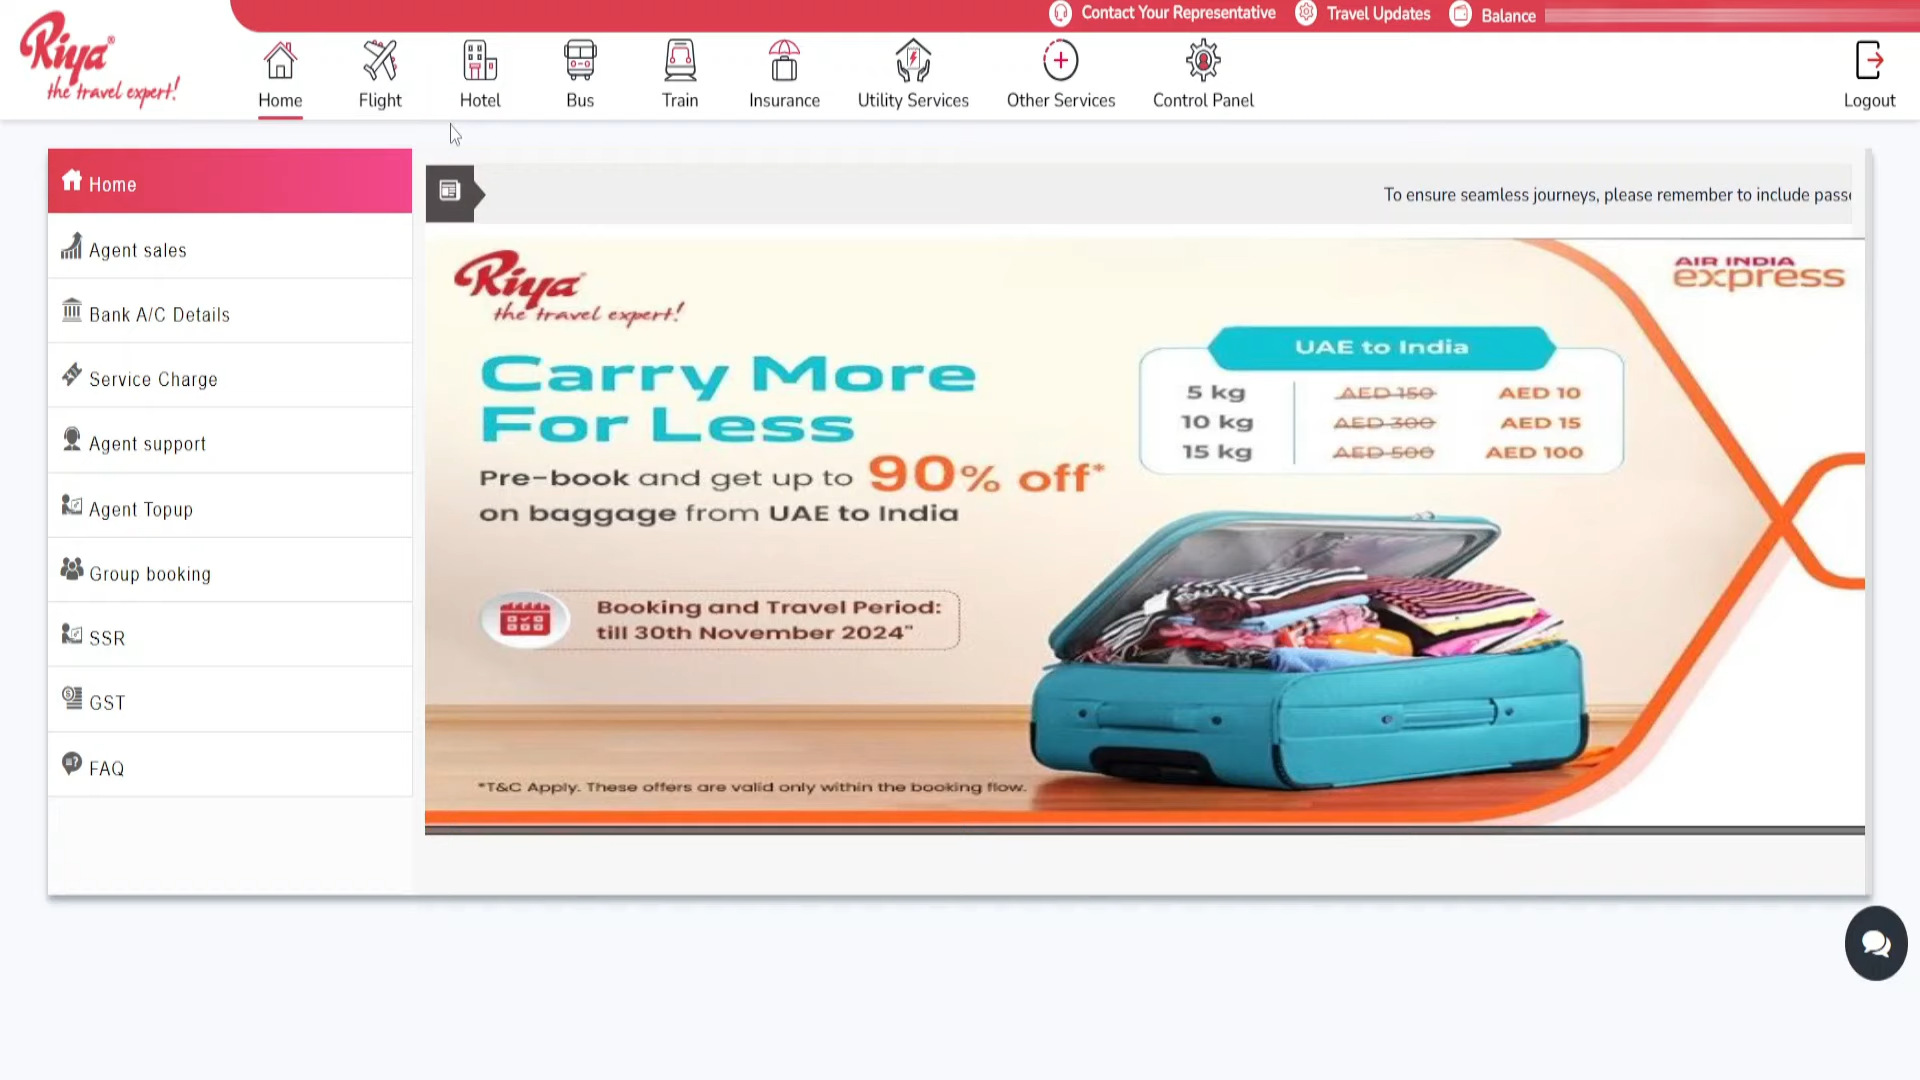 Riya®
the travel expert!
Contact Your Representative
Travel Updates
Balance
Home
Flight
Hotel
Bus
Train
Insurance
Utility Services
Other Services
Control Panel
Logout
Home
Agent sales
Bank A/C Details
Service Charge
Agent support
Agent Topup
Group booking
SSR
GST
FAQ
To ensure seamless journeys, please remember to include
Riya
the travel expert!
AIR INDIA
express
Carry More
For Less
Pre-book and get up to 90% off*
on baggage from UAE to India
UAE to India
5 kg AED 150 AED 10
10 kg AED 300 AED 15
15 kg AED 500 AED 100
Booking and Travel Period:
till 30th November 2024*
*T&C Apply. These offers are valid only within the booking flow.